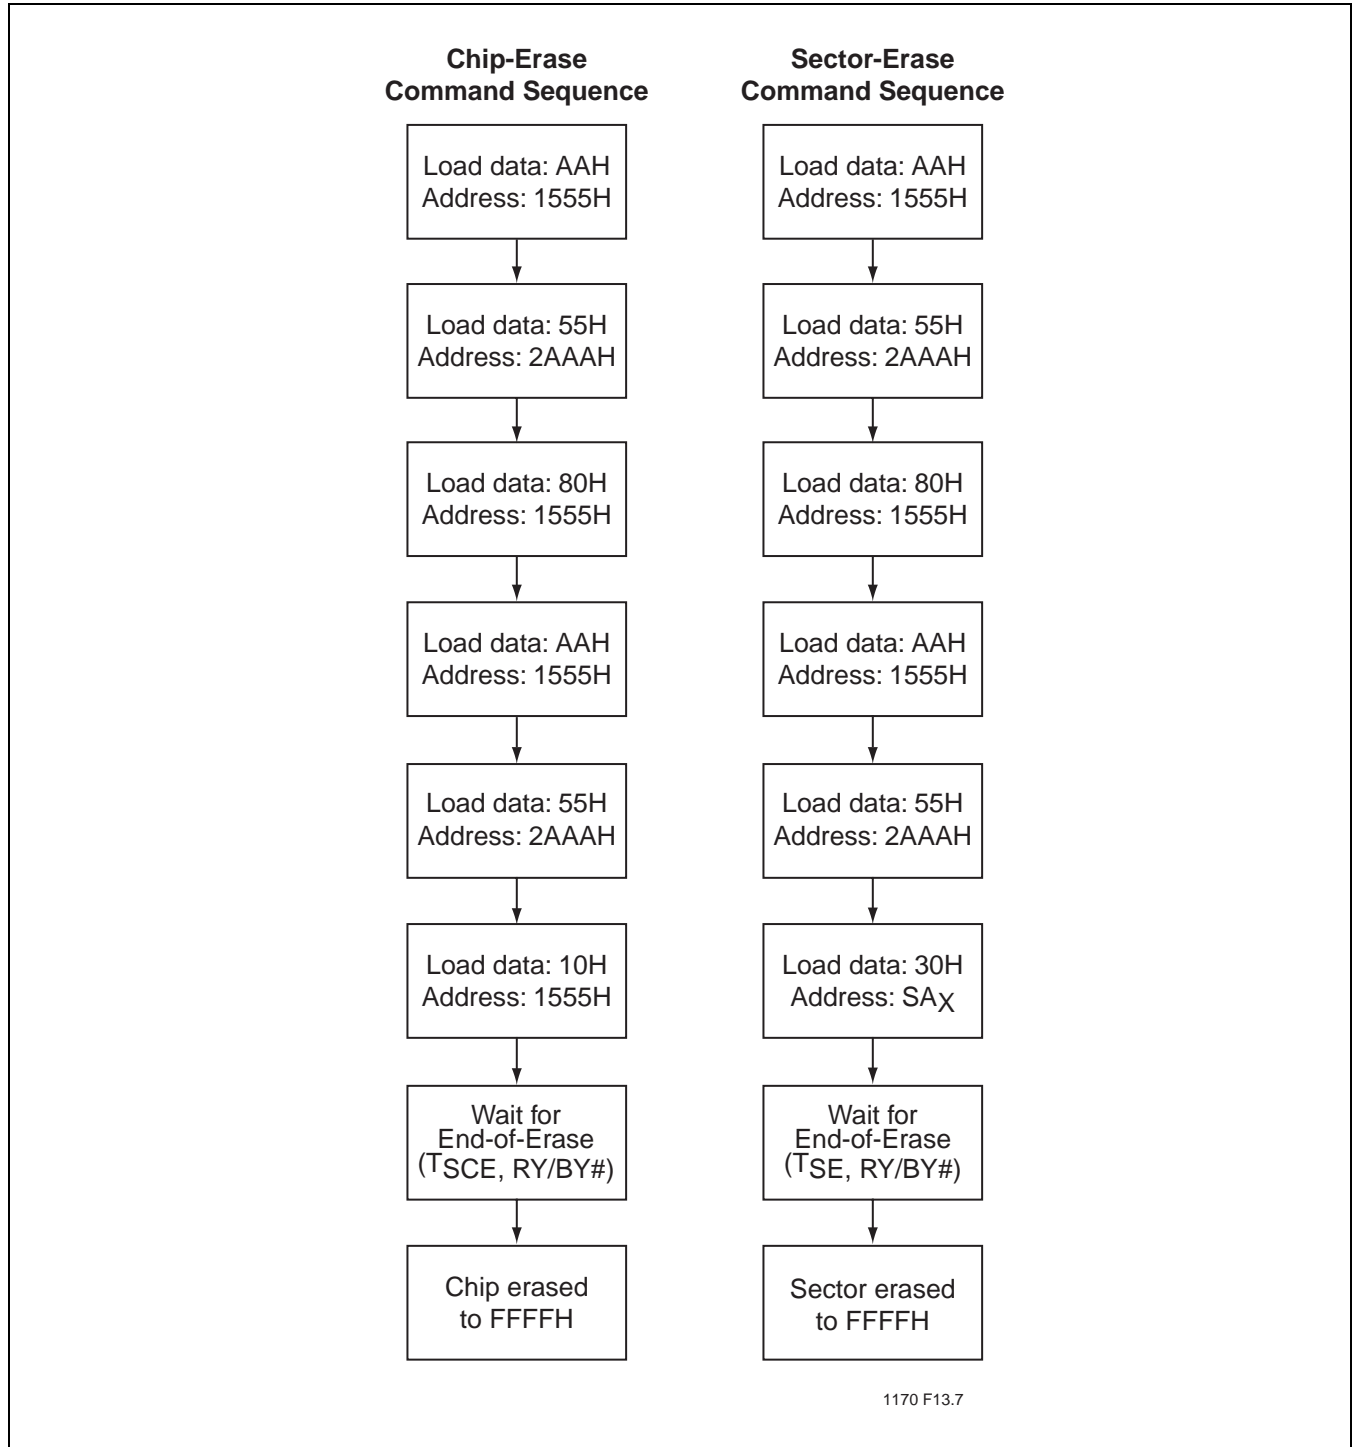 Chip-Erase
Command Sequence
Load data: AAH
Address: 1555H
Load data: 55H
Address: 2AAAH
Load data: 80H
Address: 1555H
Load data: AAH
Address: 1555H
Load data: 55H
Address: 2AAAH
Load data: 10H
Address: 1555H
Wait for
End-of-Erase
(TSCE, RY/BY#)
Chip erased
to FFFFH
Sector-Erase
Command Sequence
Load data: AAH
Address: 1555H
Load data: 55H
Address: 2AAAH
Load data: 80H
Address: 1555H
Load data: AAH
Address: 1555H
Load data: 55H
Address: 2AAAH
Load data: 30H
Address: SAX
Wait for
End-of-Erase
(TSE, RY/BY#)
Sector erased
to FFFFH
1170 F13.7